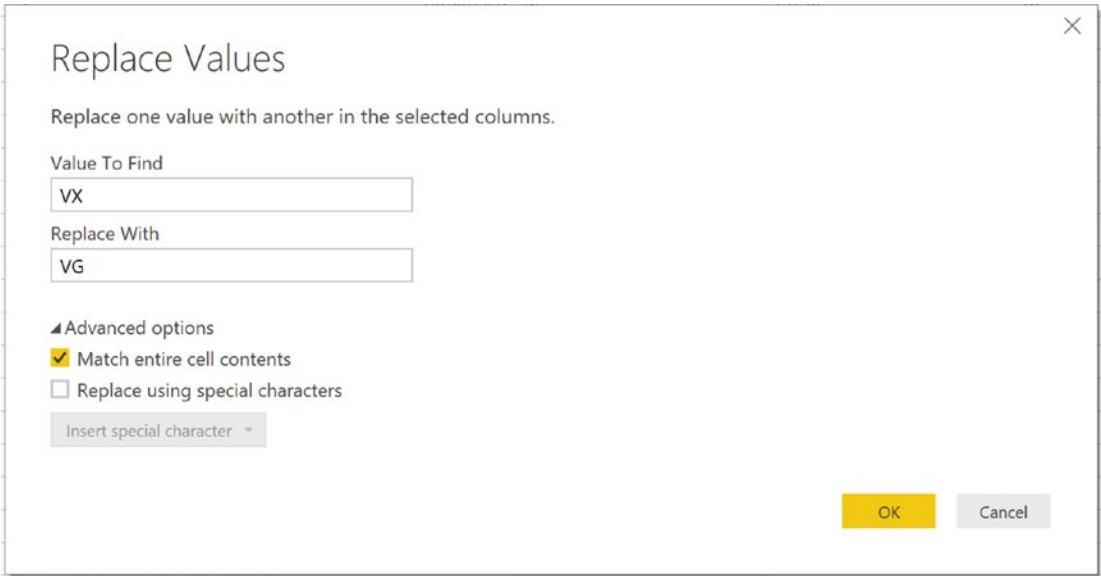 Replace Values
Replace one value with another in the selected columns.
Value To Find
VX
Replace With
VG
Advanced options
Match entire cell contents
Replace using special characters
Insert special character
OK
Cancel